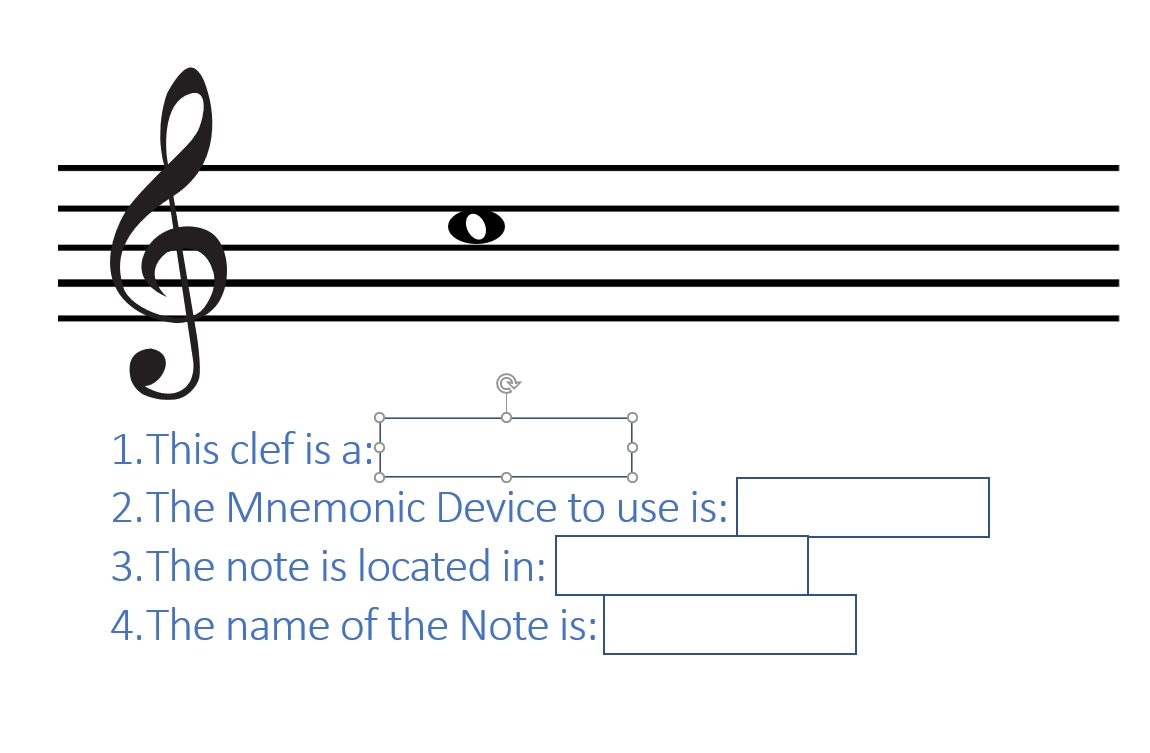 1.This clef is a:
2.The Mnemonic Device to use is:
3.The note is located in:
4.The name of the Note is: